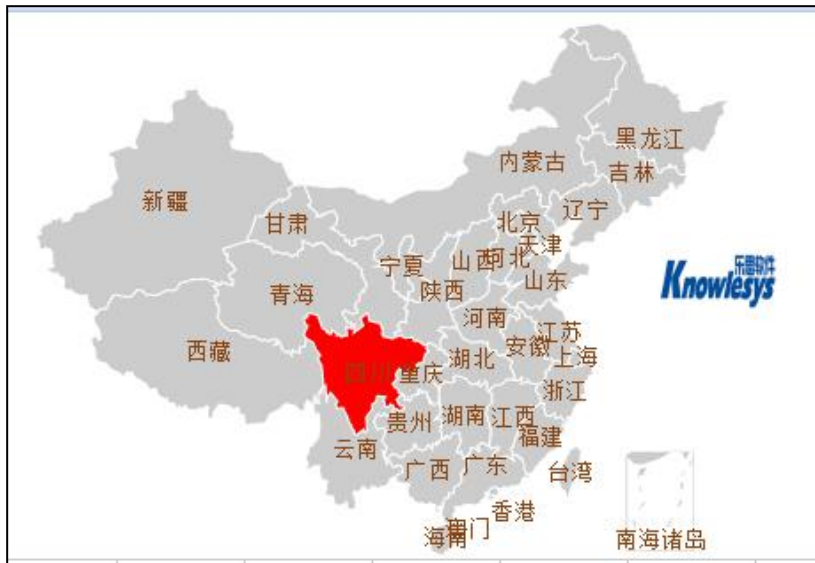 黑龙江
内蒙古
吉林
新疆
辽宁
甘肃
北京
天津
宁夏
山西
河北
山东
青海
陕西
乐思软件
Knowlesys
河南
江苏
西藏
安徽
湖北
上海
四川
重庆
浙江
贵州
湖南
江西
福建
云南
广西
广东
台湾
香港
澳门
海南
南海诸岛